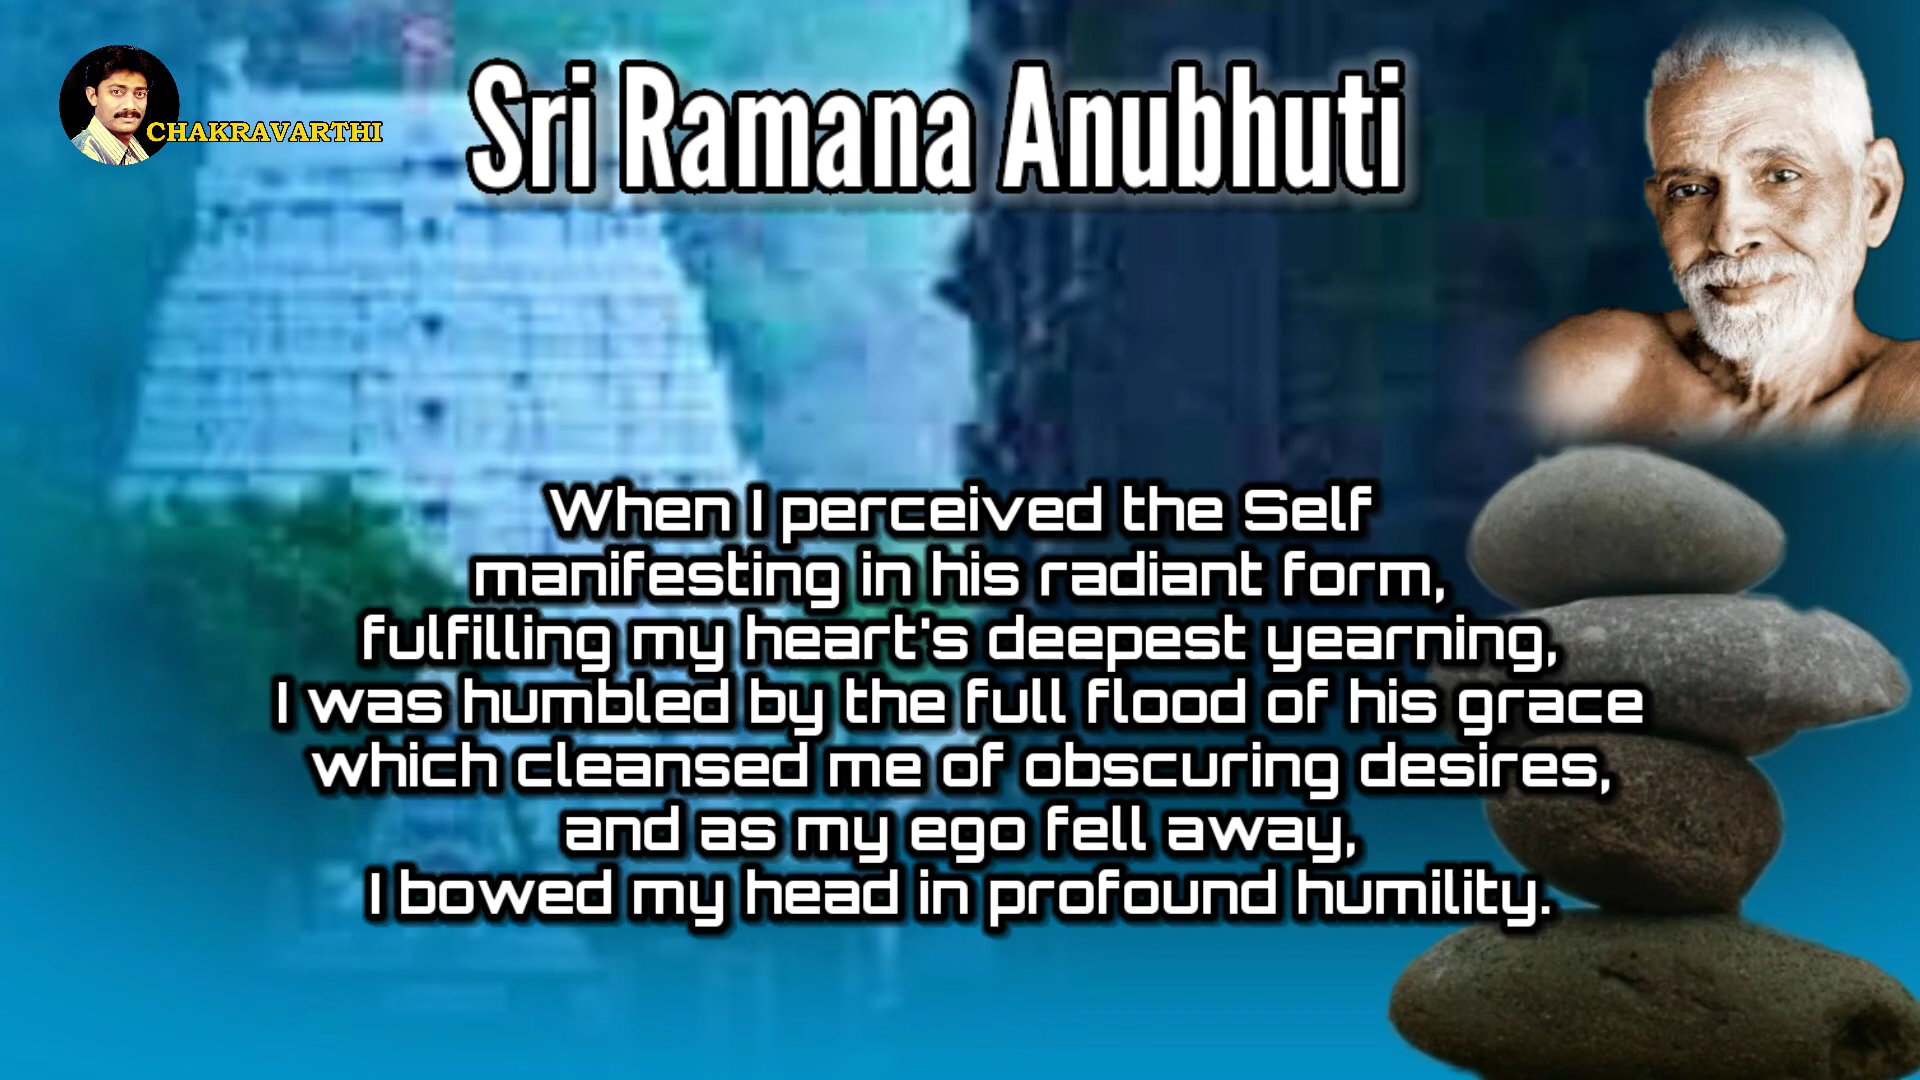 CHAKRAVARTHI
Sri Ramana Anubhuti
When I perceived the Self
manifesting in his radiant form,
fulfilling my heart's deepest yearning,
I was humbled by the full flood of his grace
which cleansed me of obscuring desires,
and as my ego fell away,
I bowed my head in profound humility.